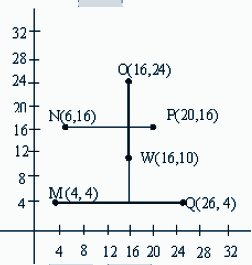 32
28
O(16,24)
24
20
N(6,16) P(20,16)
16
12
W(16,10)
8
M(4, 4) Q(26, 4)
4
4 8 12 16 20 24 28 32